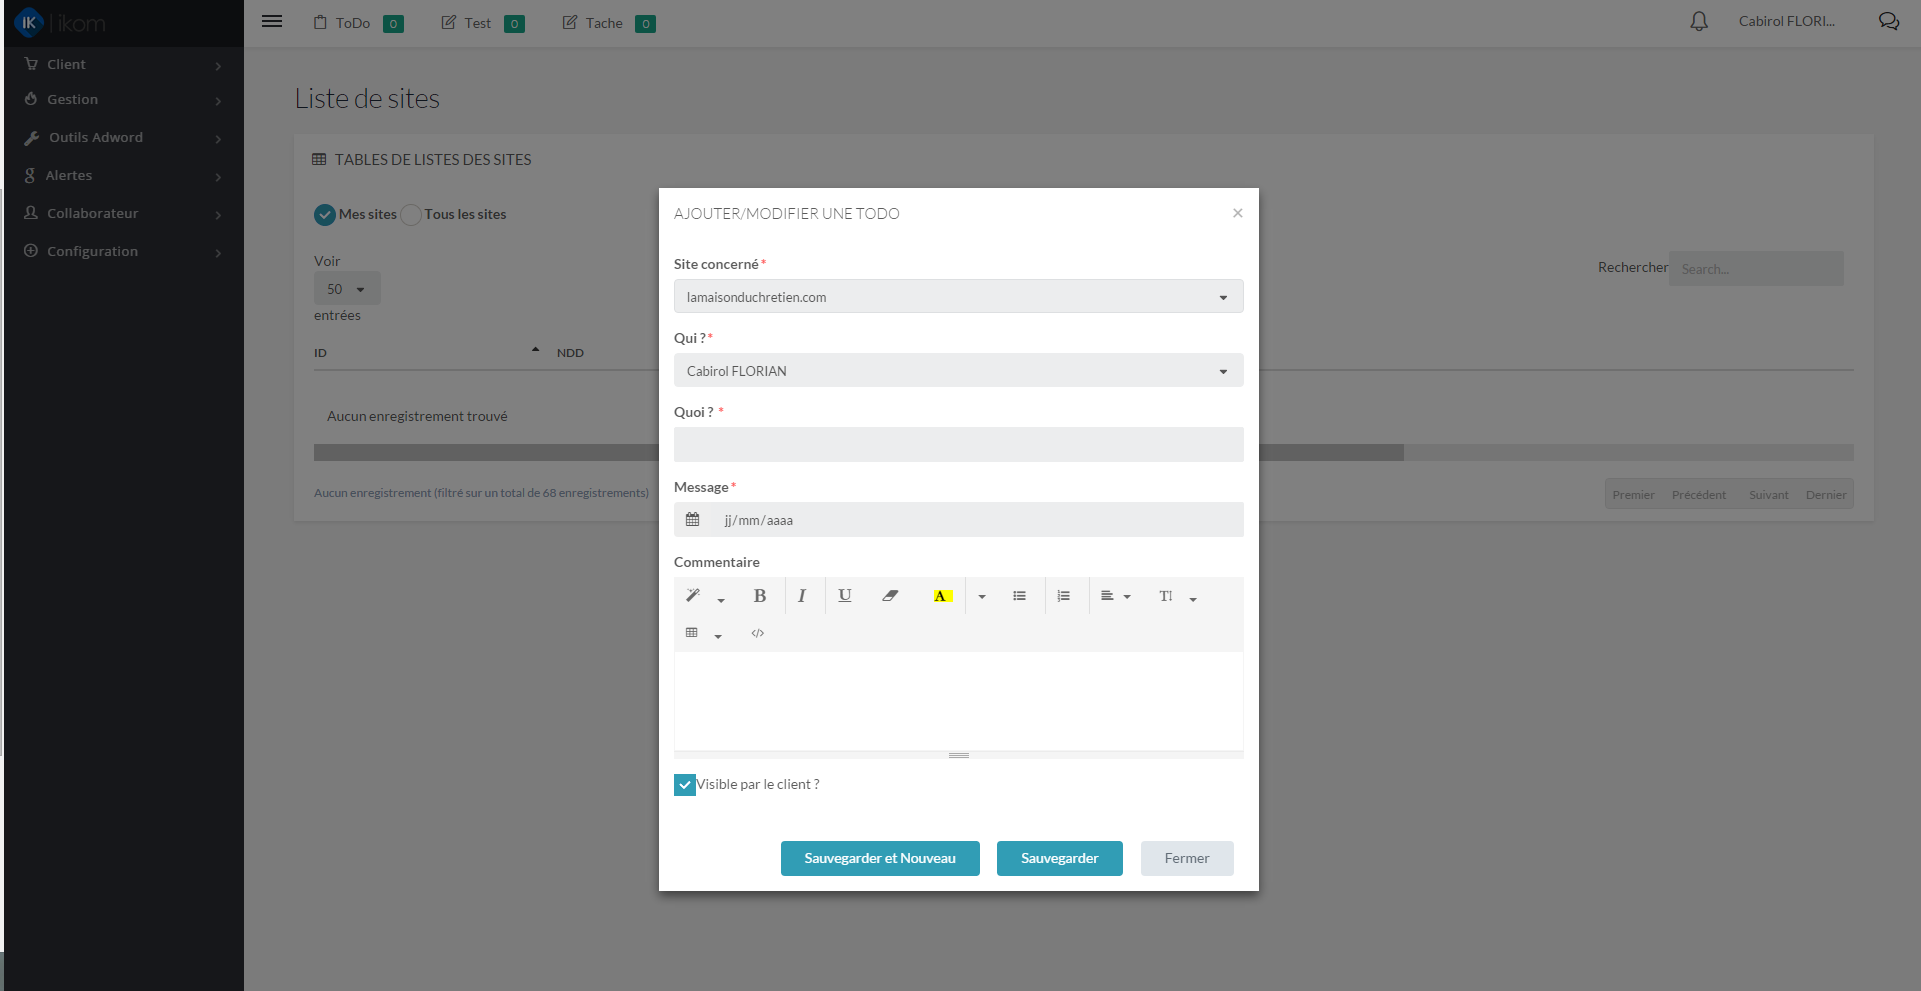 IK | ikom
ToDo 0
Test 0
Tache 0
Cabirol FLORI...
Client
Gestion
Outils Adword
Alertes
Collaborateur
Configuration
Liste de sites
TABLES DE LISTES DES SITES
Mes sites
Tous les sites
Voir
50
entrées
Rechercher
Search...
ID
NDD
Aucun enregistrement trouvé
Aucun enregistrement (filtré sur un total de 68 enregistrements)
Premier
Précédent
Suivant
Dernier
AJOUTER/MODIFIER UNE TODO
×
Site concerné*
lamaisonduchretien.com
Qui ?*
Cabirol FLORIAN
Quoi ? *
Message*
jj/mm/aaaa
Commentaire
B
I
U
A
TI
</>
Visible par le client ?
Sauvegarder et Nouveau
Sauvegarder
Fermer